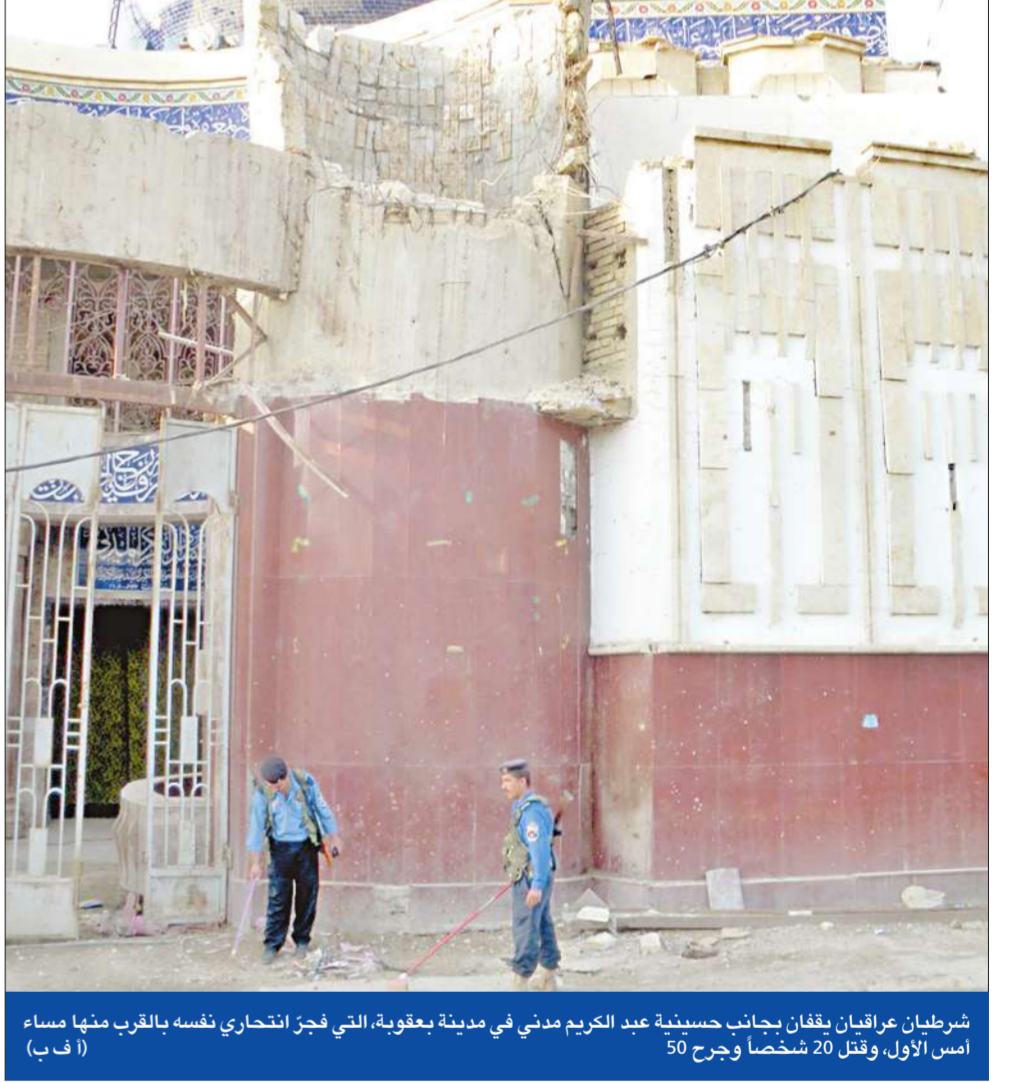 شرطيان عراقيان يقفان بجانب حسينية عبد الكريم مدني في مدينة بعقوبة، التي فجرّ انتحاري نفسه بالقرب منها مساء
أمس الأول، وقتل 20 شخصاً وجرح 50 (أ ف ب)